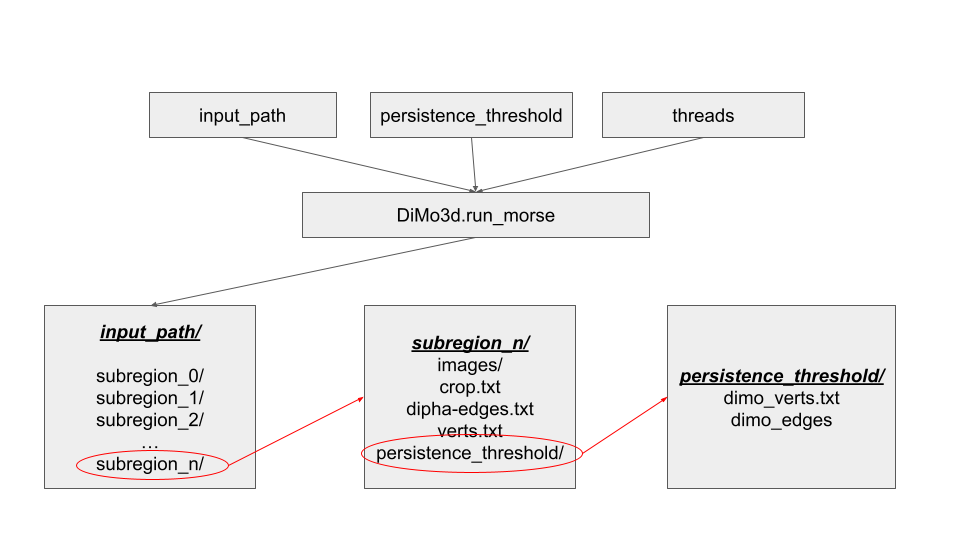 input_path
persistence_threshold
threads
DiMo3d.run_morse
input_path/
subregion_0/
subregion_1/
subregion_2/
…
subregion_n/
subregion_n/
images/
crop.txt
dipha-edges.txt
verts.txt
persistence_threshold/
persistence_threshold/
dimo_verts.txt
dimo_edges